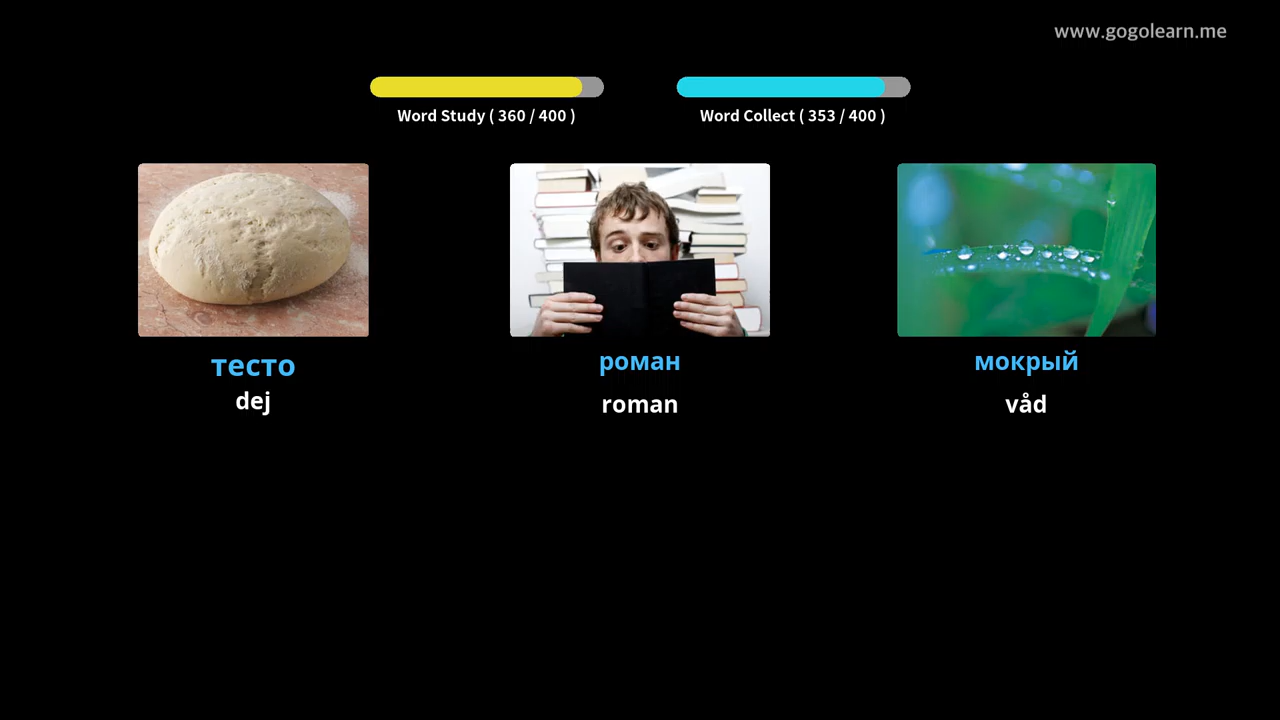 www.gogolearn.me
Word Study ( 360 / 400 )
Word Collect ( 353 / 400 )
тесто
роман
мокрый
dej
roman
våd